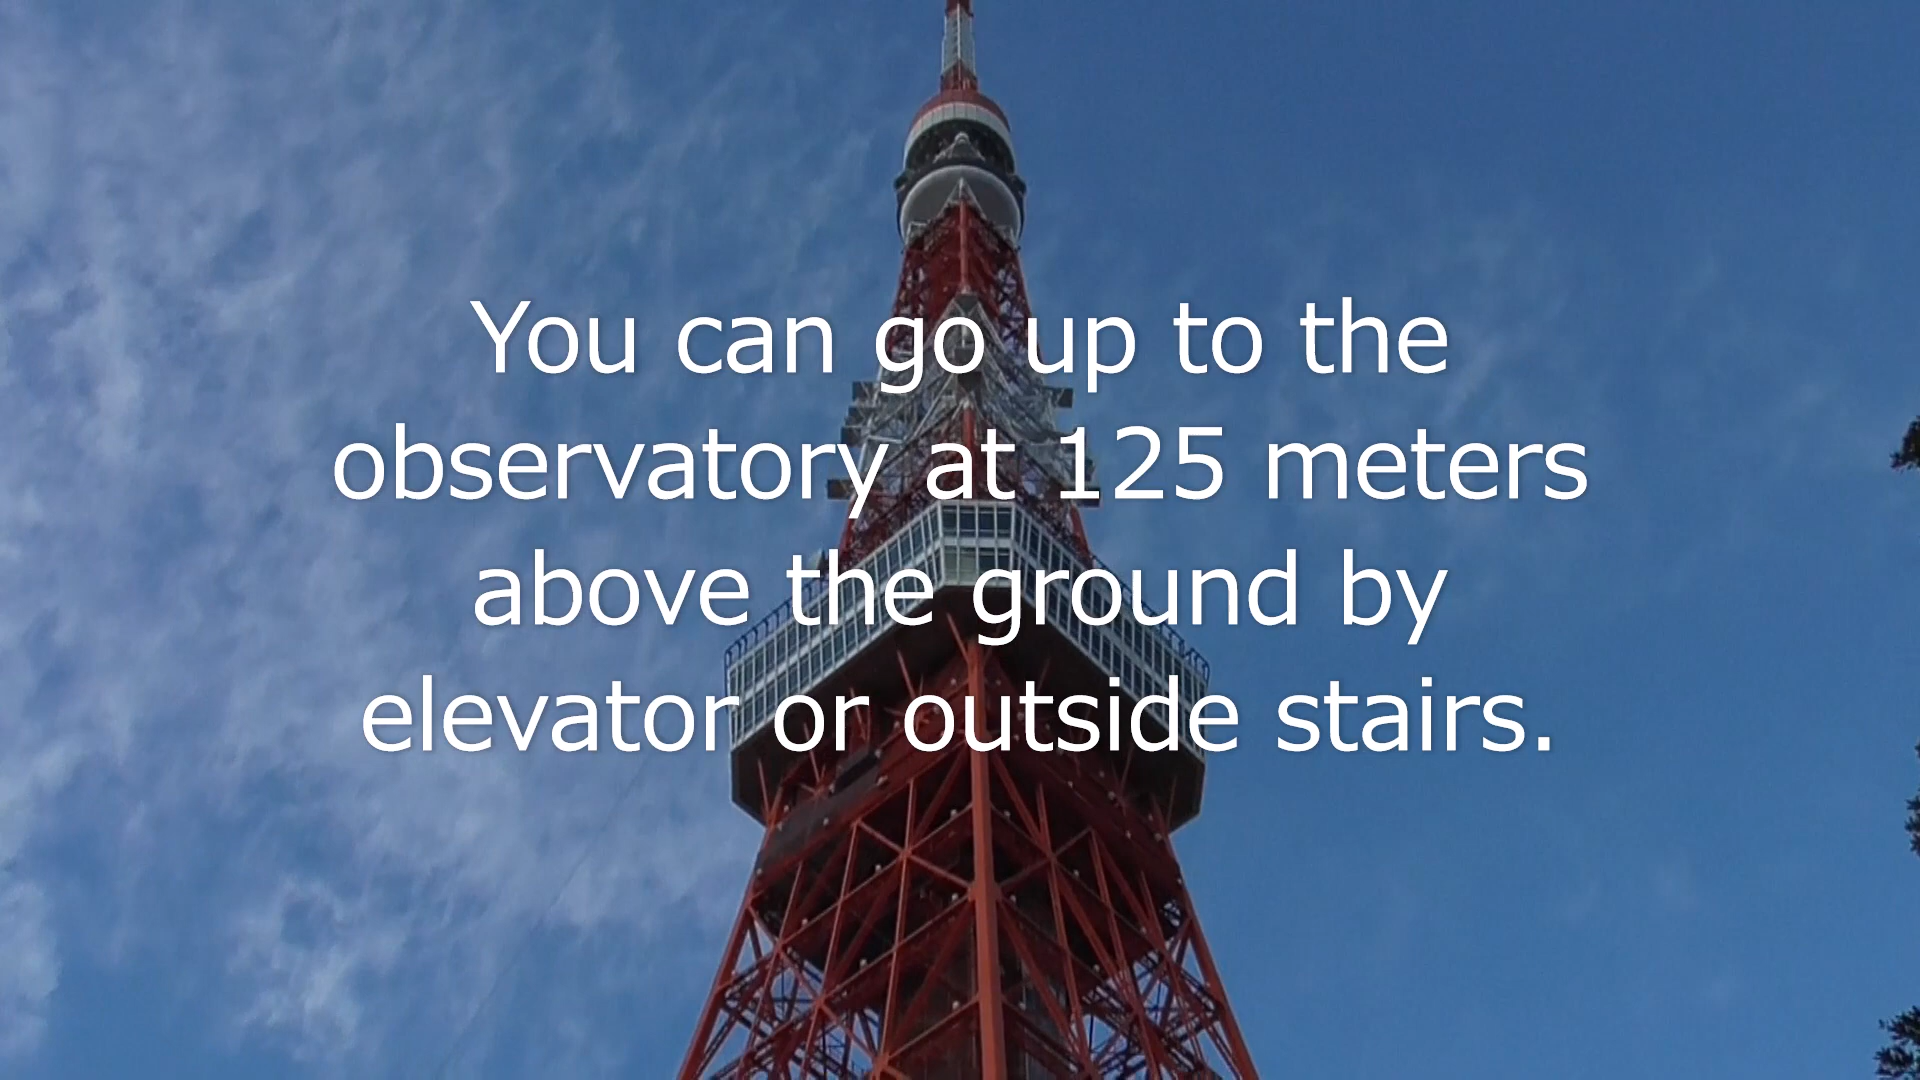 You can go up to the
observatory at 125 meters
above the ground by
elevator or outside stairs.